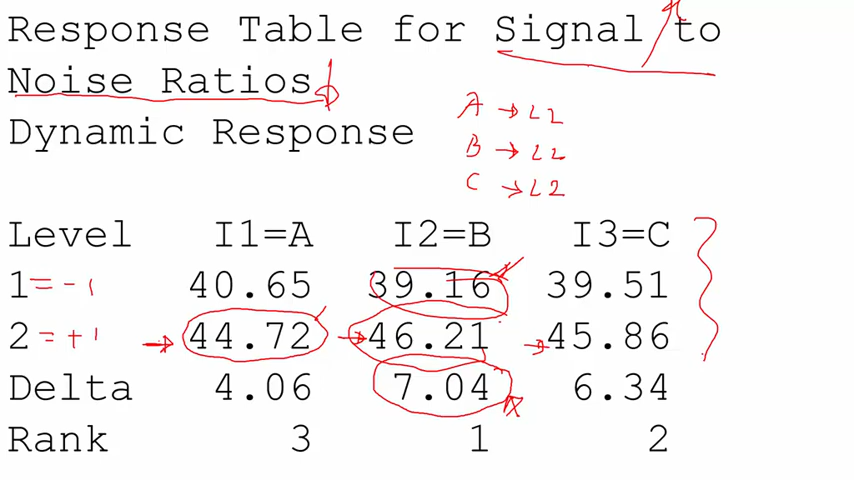 Response Table for Signal to
Noise Ratios
Dynamic Response
A → L2
B → L2
C → L2
Level I1=A I2=B I3=C
1 = -1 40.65 39.16 39.51
2 = +1 → 44.72 → 46.21 → 45.86
Delta 4.06 7.04 6.34
Rank 3 1 2